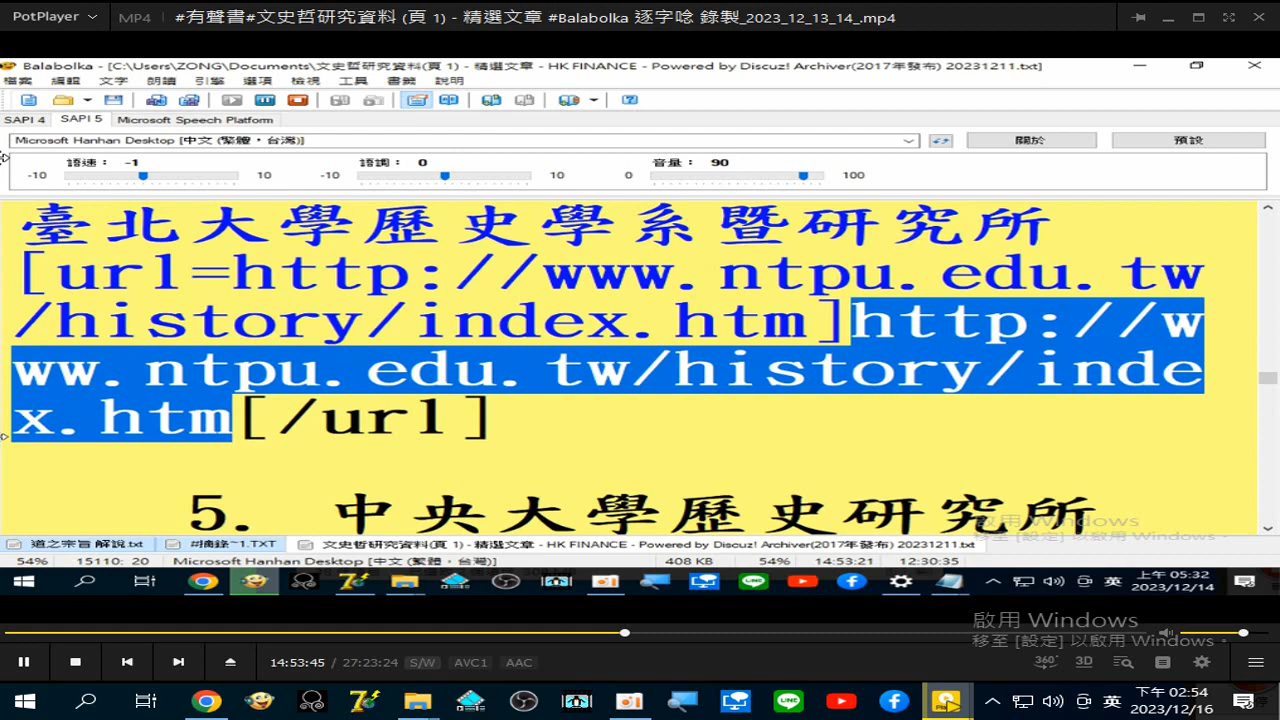 PotPlayer MP4 #有聲書#文史哲研究資料 (頁 1) - 精選文章 #Balabolka 逐字唸 錄製_2023_12_13_14_.mp4
Balabolka - [C:\Users\ZONG\Documents\文史哲研究資料(頁 1) - 精選文章 - HK FINANCE - Powered by Discuz! Archiver(2017年發布) 20231211.txt]
檔案 編輯 文字 朗讀 引擎 選項 檢視 工具 書籤 說明
SAPI 4 SAPI 5 Microsoft Speech Platform
Microsoft Hanhan Desktop [中文 (繁體，台灣)] 關於 預設
語速： -1 語調： 0 音量： 90
-10 10 -10 10 0 100
臺北大學歷史學系暨研究所
[url=http://www.ntpu.edu.tw
/history/index.htm]http://w
ww.ntpu.edu.tw/history/inde
x.htm[/url]
5. 中央大學歷史研究所
啟用 Windows
移至 [設定] 以啟用 Windows。
道之宗旨 解說.txt #摘錄~1.TXT 文史哲研究資料(頁 1) - 精選文章 - HK FINANCE - Powered by Discuz! Archiver(2017年發布) 20231211.txt
54% 15110: 20 Microsoft Hanhan Desktop [中文 (繁體，台灣)] 408 KB 54% 14:53:21 12:30:35
英 上午 05:32
2023/12/14
啟用 Windows
移至 [設定] 以啟用 Windows。
14:53:45 / 27:23:24 S/W AVC1 AAC 360° 3D
英 下午 02:54
2023/12/16